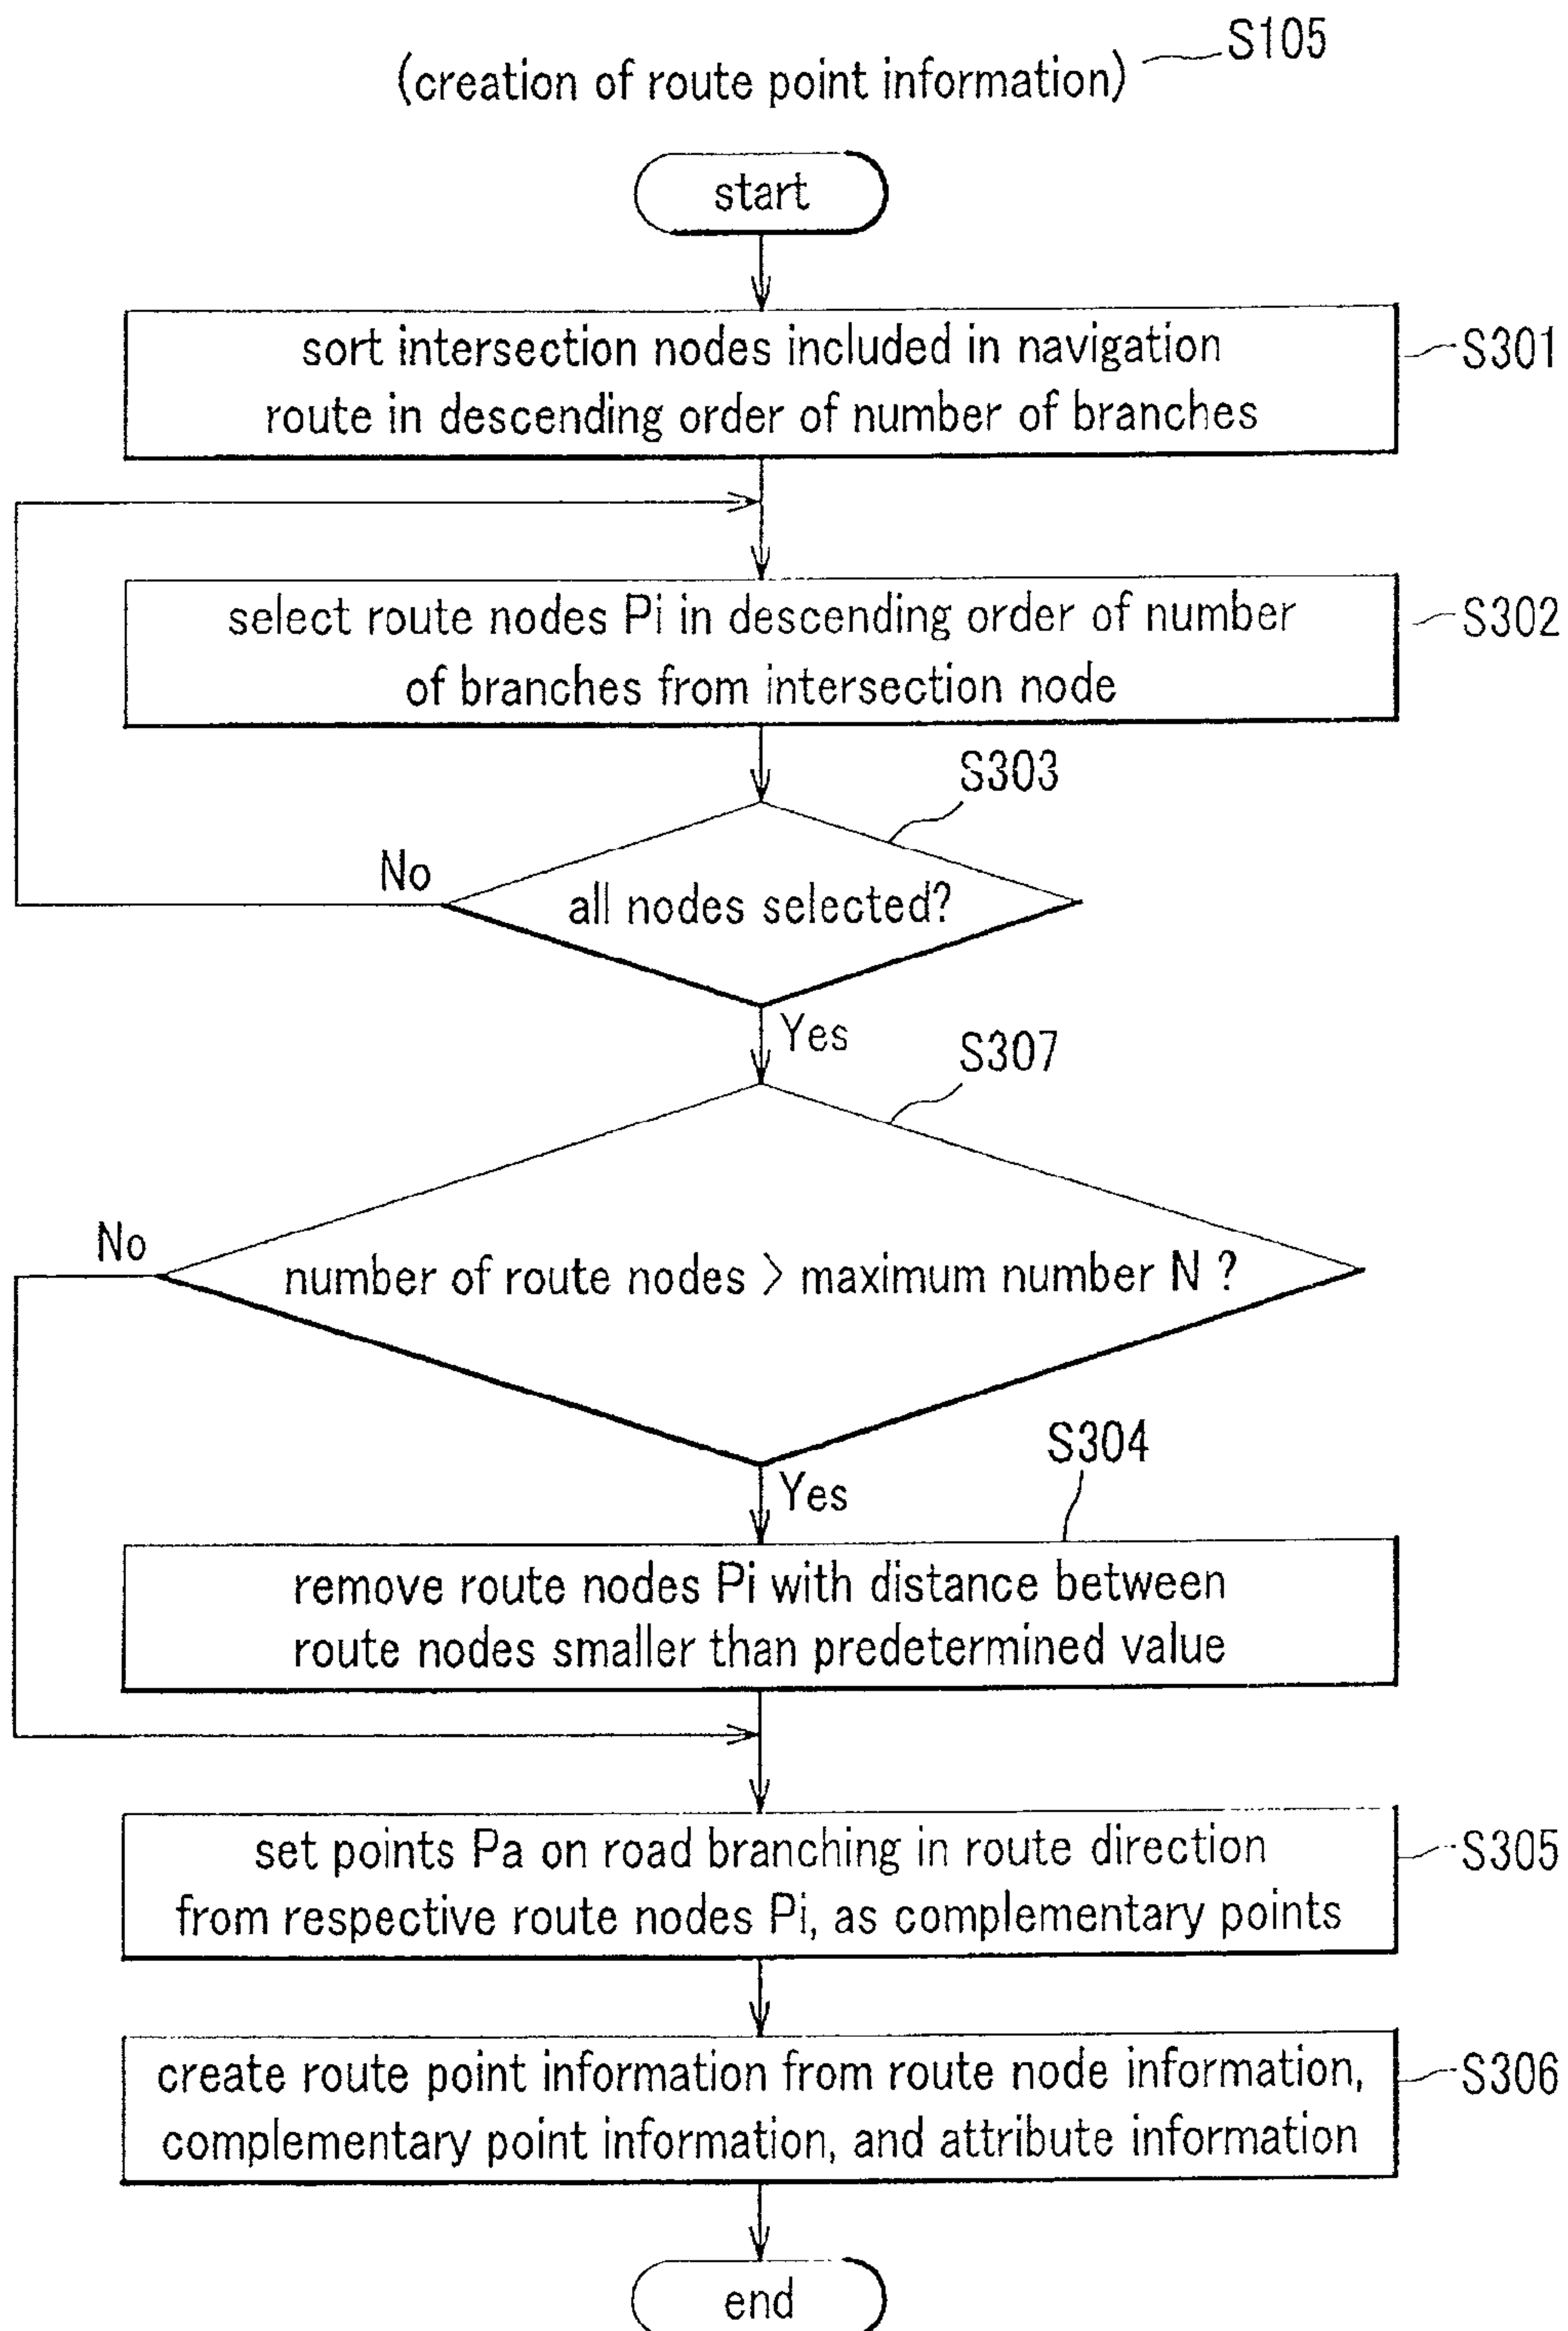 S105
(creation of route point information)
start
sort intersection nodes included in navigation
route in descending order of number of branches
S301
select route nodes Pi in descending order of number
of branches from intersection node
S302
S303
No
all nodes selected?
Yes
S307
No
number of route nodes > maximum number N ?
Yes
S304
remove route nodes Pi with distance between
route nodes smaller than predetermined value
set points Pa on road branching in route direction
from respective route nodes Pi, as complementary points
S305
create route point information from route node information,
complementary point information, and attribute information
S306
end